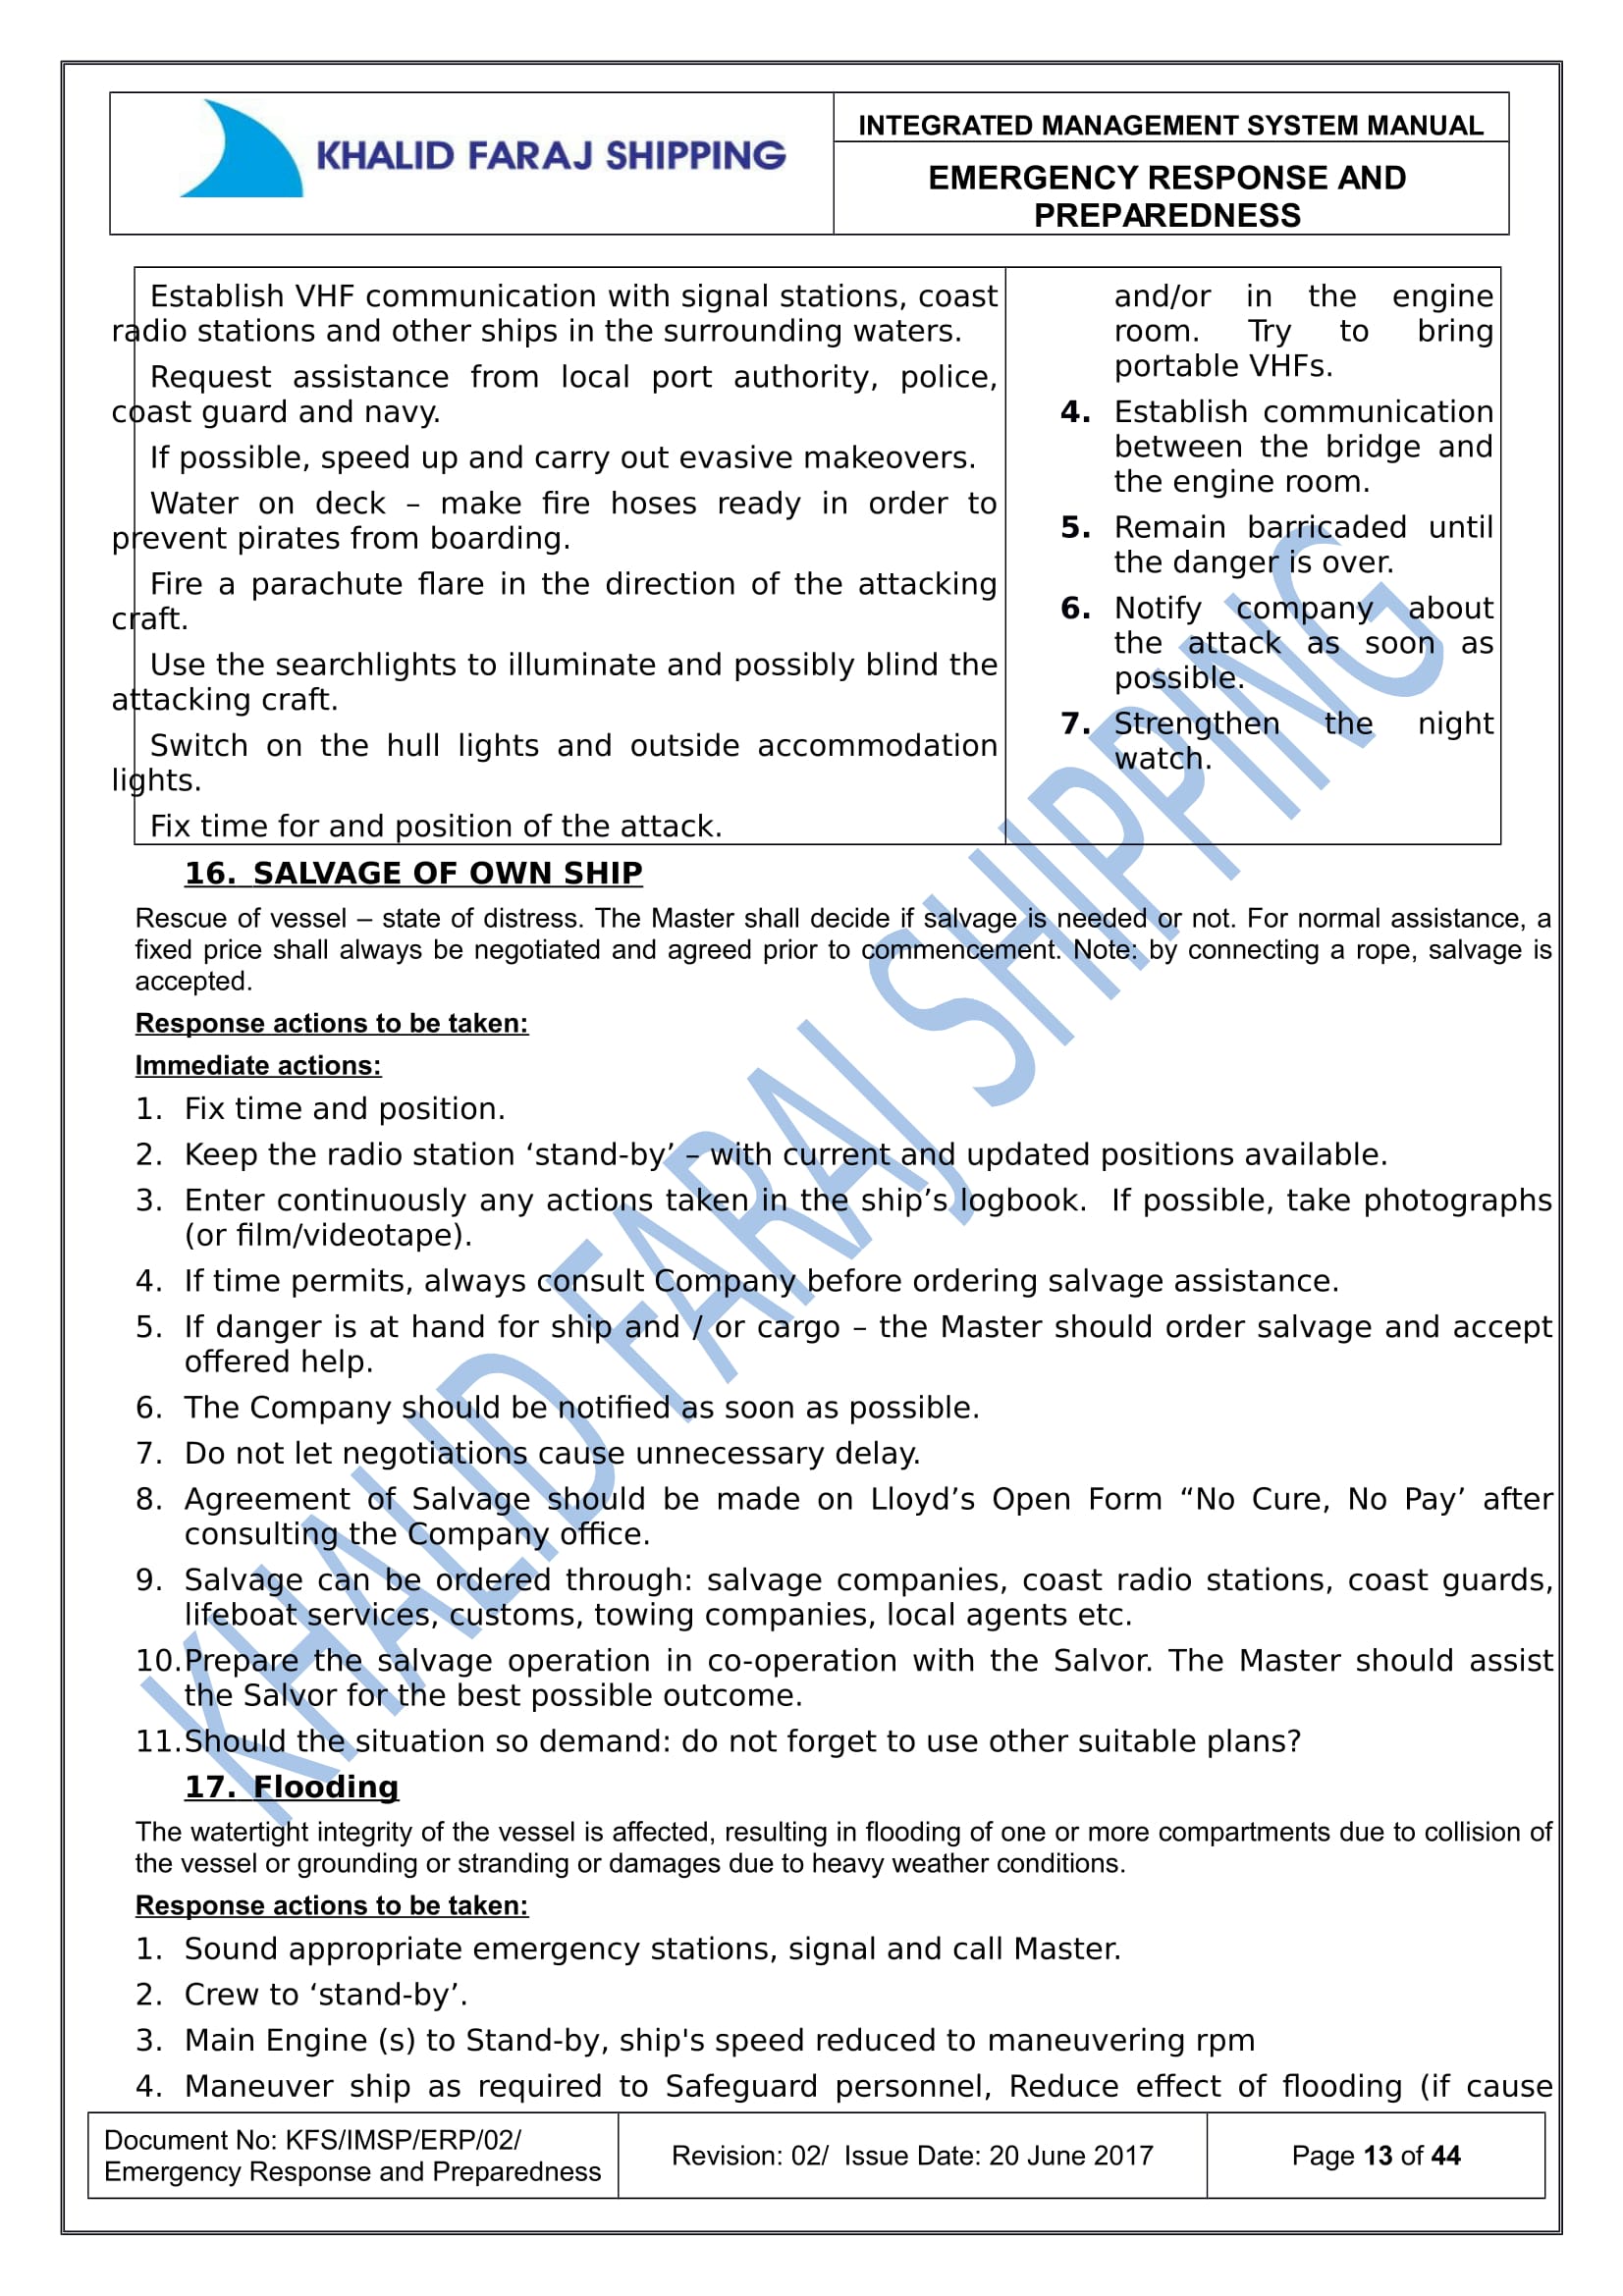 KHALID FARAJ SHIPPING
INTEGRATED MANAGEMENT SYSTEM MANUAL
EMERGENCY RESPONSE AND
PREPAREDNESS
Establish VHF communication with signal stations, coast
radio stations and other ships in the surrounding waters.
Request assistance from local port authority, police,
coast guard and navy.
If possible, speed up and carry out evasive makeovers.
Water on deck – make fire hoses ready in order to
prevent pirates from boarding.
Fire a parachute flare in the direction of the attacking
craft.
Use the searchlights to illuminate and possibly blind the
attacking craft.
Switch on the hull lights and outside accommodation
lights.
Fix time for and position of the attack.
and/or in the engine
room. Try to bring
portable VHFs.
4. Establish communication
between the bridge and
the engine room.
5. Remain barricaded until
the danger is over.
6. Notify company about
the attack as soon as
possible.
7. Strengthen the night
watch.
16. SALVAGE OF OWN SHIP
Rescue of vessel – state of distress. The Master shall decide if salvage is needed or not. For normal assistance, a
fixed price shall always be negotiated and agreed prior to commencement. Note: by connecting a rope, salvage is
accepted.
Response actions to be taken:
Immediate actions:
1. Fix time and position.
2. Keep the radio station ‘stand-by’ – with current and updated positions available.
3. Enter continuously any actions taken in the ship’s logbook. If possible, take photographs
(or film/videotape).
4. If time permits, always consult Company before ordering salvage assistance.
5. If danger is at hand for ship and / or cargo – the Master should order salvage and accept
offered help.
6. The Company should be notified as soon as possible.
7. Do not let negotiations cause unnecessary delay.
8. Agreement of Salvage should be made on Lloyd’s Open Form “No Cure, No Pay’ after
consulting the Company office.
9. Salvage can be ordered through: salvage companies, coast radio stations, coast guards,
lifeboat services, customs, towing companies, local agents etc.
10. Prepare the salvage operation in co-operation with the Salvor. The Master should assist
the Salvor for the best possible outcome.
11. Should the situation so demand: do not forget to use other suitable plans?
17. Flooding
The watertight integrity of the vessel is affected, resulting in flooding of one or more compartments due to collision of
the vessel or grounding or stranding or damages due to heavy weather conditions.
Response actions to be taken:
1. Sound appropriate emergency stations, signal and call Master.
2. Crew to ‘stand-by’.
3. Main Engine (s) to Stand-by, ship's speed reduced to maneuvering rpm
4. Maneuver ship as required to Safeguard personnel, Reduce effect of flooding (if cause
KHALID FARAJ SHIPPING
Document No: KFS/IMSP/ERP/02/
Emergency Response and Preparedness
Revision: 02/ Issue Date: 20 June 2017
Page 13 of 44